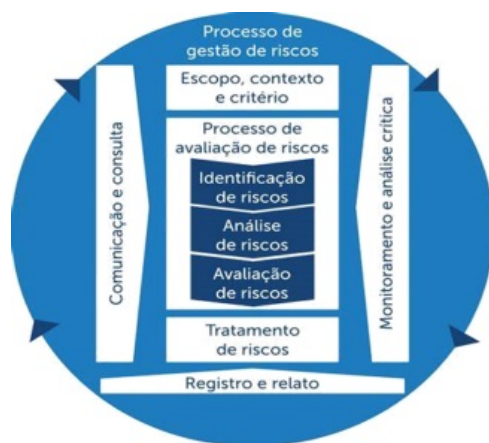 Processo de
gestão de riscos
Escopo, contexto
e critério
Processo de
avaliação de riscos
Identificação
de riscos
Análise
de riscos
Avaliação
de riscos
Tratamento
de riscos
Comunicação e consulta
Monitoramento e análise crítica
Registro e relato